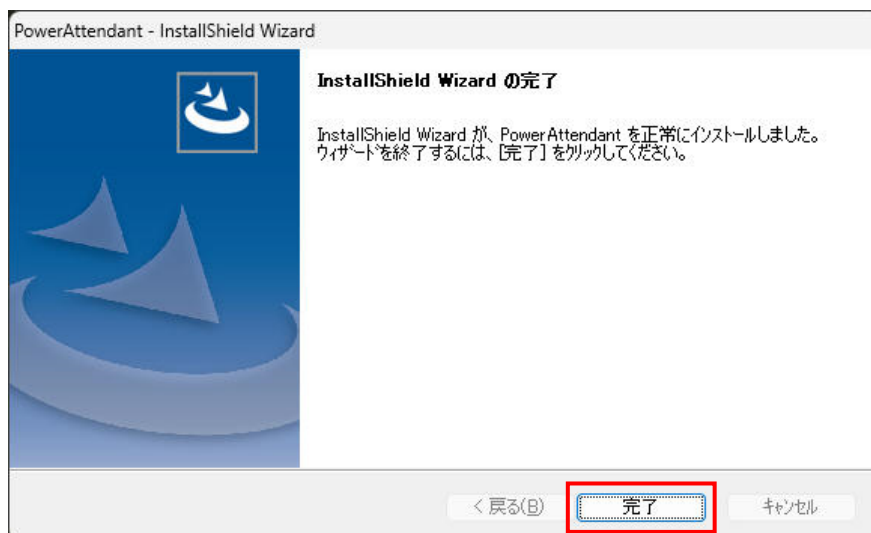 PowerAttendant - InstallShield Wizard
InstallShield Wizard の完了
InstallShield Wizard が、PowerAttendant を正常にインストールしました。
ウィザードを終了するには、[完了] をクリックしてください。
< 戻る(B)
完了
キャンセル